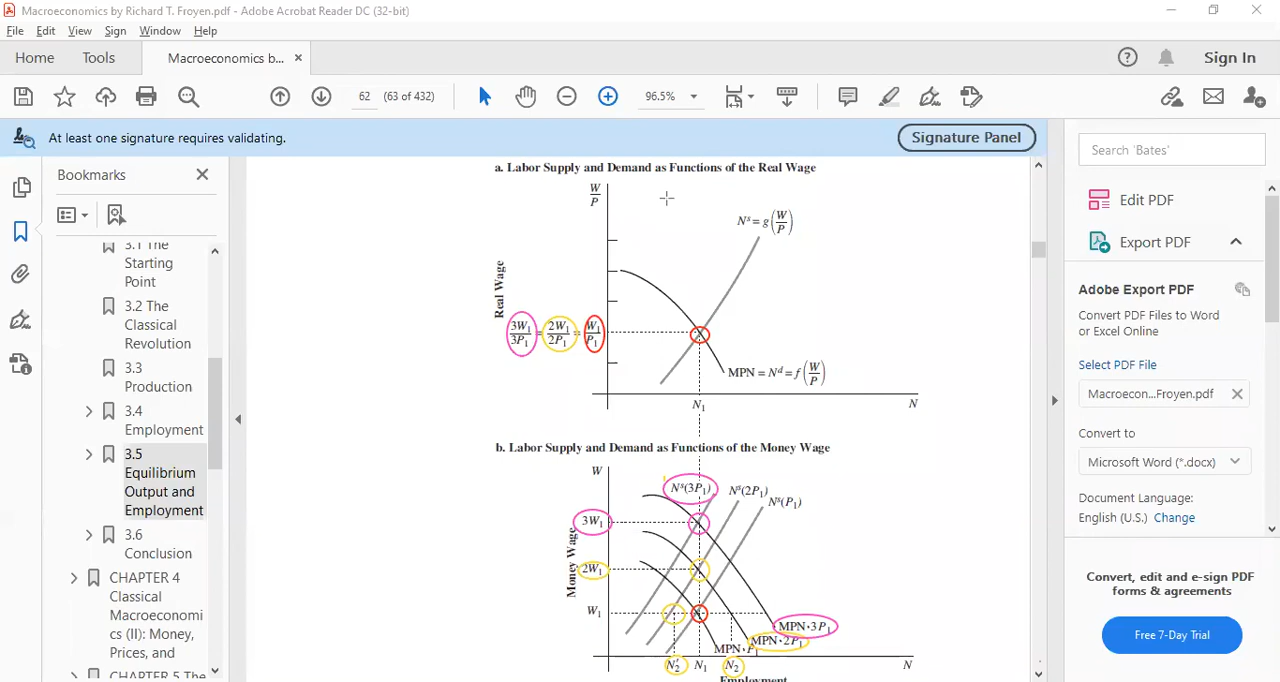 Macroeconomics by Richard T. Froyen.pdf - Adobe Acrobat Reader DC (32-bit)
File Edit View Sign Window Help
Home Tools Macroeconomics b... ×
Sign In
62 (63 of 432) 96.5%
At least one signature requires validating.
Signature Panel
Bookmarks
3.1 The
Starting
Point
3.2 The
Classical
Revolution
3.3
Production
3.4
Employment
3.5
Equilibrium
Output and
Employment
3.6
Conclusion
CHAPTER 4
Classical
Macroeconomi
cs (II): Money,
Prices, and
CHAPTER 5 The
a. Labor Supply and Demand as Functions of the Real Wage
W/P
Nˢ = g(W/P)
Real Wage
3W₁/3P₁ = 2W₁/2P₁ = W₁/P₁
MPN = Nᵈ = f(W/P)
N₁ N
b. Labor Supply and Demand as Functions of the Money Wage
W
Nˢ(3P₁) Nˢ(2P₁)
Nˢ(P₁)
3W₁
Money Wage
2W₁
W₁
MPN·3P₁
MPN·2P₁
MPN·P₁
N₂′ N₁ N₂ N
Employment
Search 'Bates'
Edit PDF
Export PDF
Adobe Export PDF
Convert PDF Files to Word
or Excel Online
Select PDF File
Macroecon...Froyen.pdf
Convert to
Microsoft Word (*.docx)
Document Language:
English (U.S.) Change
Convert, edit and e-sign PDF
forms & agreements
Free 7-Day Trial